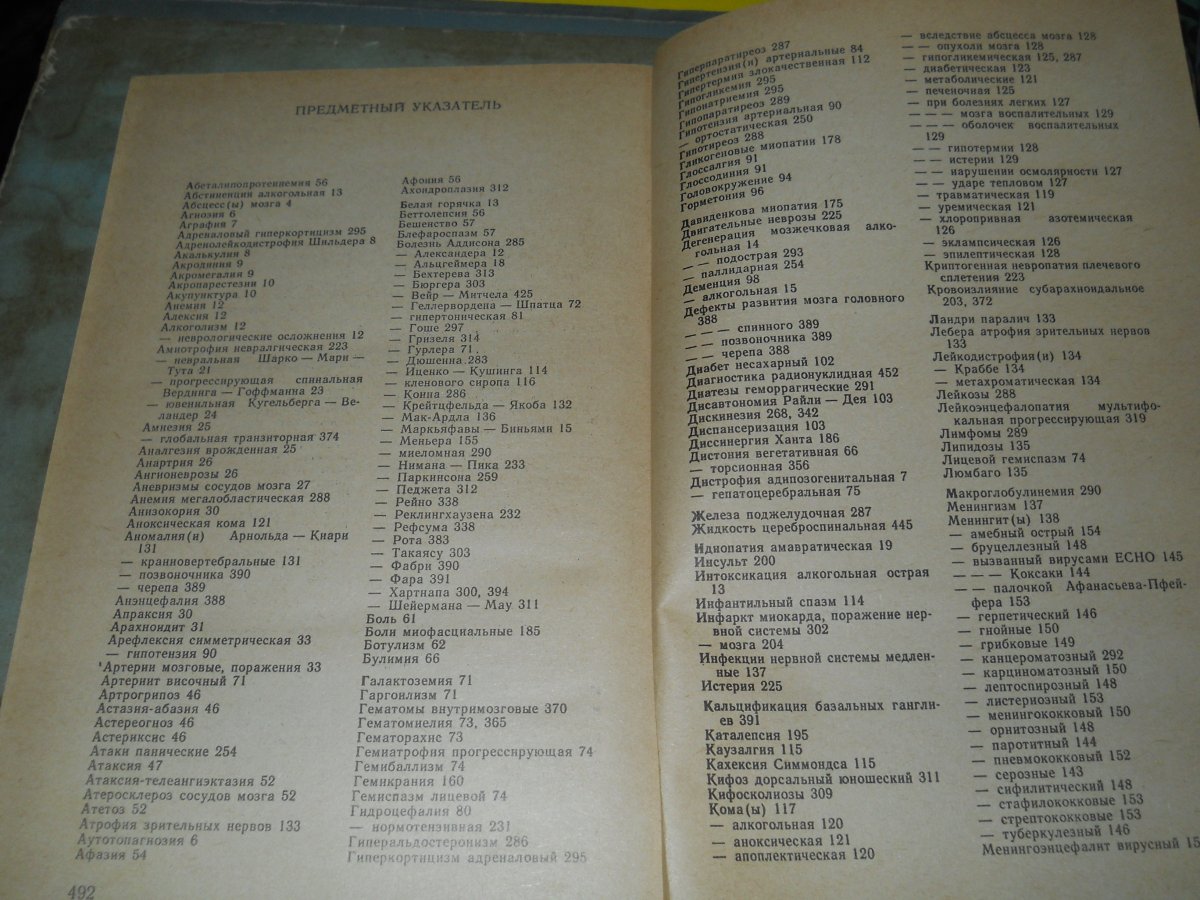 ПРЕДМЕТНЫЙ УКАЗАТЕЛЬ
Абеталипопротеинемия 56
Абстиненции алкогольная 13
Абсцесс(ы) мозга 4
Агнозия 6
Аграфия 7
Адреналовый гиперкортицизм 295
Адренолейкодистрофия Шильдера 8
Акалькулия 8
Акродиния 9
Акромегалия 9
Акропарестезии 10
Акупунктура 10
Анемия 12
Алексия 12
Алкоголизм 12
— неврологические осложнения 12
Амиотрофия невралгическая 223
— невральная Шарко — Мари —
Тута 21
— прогрессирующая спинальная
Верднига — Гоффманна 23
— ювенильная Кугельберга — Ве-
ландер 24
Амнезия 25
— глобальная транзиторная 374
Аналгезия врожденная 25
Анартрия 26
Ангионеврозы 26
Аневризмы сосудов мозга 27
Анемия мегалобластическая 288
Анизокория 30
Аноксическая кома 121
Аномалия(и) Арнольда — Киари
131
— краниовертебральные 131
— позвоночника 390
— черепа 389
Анэнцефалия 388
Апраксия 30
Арахноидит 31
Арефлексия симметрическая 33
— гипотензия 90
Артерии мозговые, поражения 33
Артериит височный 71
Артрогрипоз 46
Астазия-абазия 46
Астереогноз 46
Астериксис 46
Атаки панические 254
Атаксия 47
Атаксия-телеангиэктазия 52
Атеросклероз сосудов мозга 52
Атетоз 52
Атрофия зрительных нервов 133
Аутотопагнозия 6
Афазия 54
492
Афония 56
Ахондроплазия 312
Белая горячка 13
Беттолепсия 56
Бешенство 57
Блефароспазм 57
Болезнь Аддисона 285
— Александера 12
— Альцгеймера 18
— Бехтерева 313
— Бюргера 303
— Вейр — Митчела 425
— Геллервордена — Шпатца 72
— гипертоническая 81
— Гоше 297
— Гризеля 314
— Гурлера 71
— Дюшенна 283
— Иценко — Кушинга 114
— кленового сиропа 116
— Конна 286
— Крейтцфельда — Якоба 132
— Мак-Ардла 136
— Маркьяфавы — Биньями 15
— Меньера 155
— миеломная 290
— Нимана — Пика 233
— Паркинсона 259
— Педжета 312
— Рейно 338
— Реклингхаузена 232
— Рефсума 338
— Рота 383
— Такаясу 303
— Фабри 390
— Фара 391
— Хартнапа 300, 394
— Шейермана — Мау 311
Боль 61
Боли миофасциальные 185
Ботулизм 62
Булимия 66
Галактоземия 71
Гаргоилизм 71
Гематомы внутримозговые 370
Гематомиелия 73, 365
Гематорахис 73
Гемиатрофия прогрессирующая 74
Гемибаллизм 74
Гемикрания 160
Гемиспазм лицевой 74
Гидроцефалия 80
— нормотензивная 231
Гиперальдостеронизм 286
Гиперкортицизм адреналовый 295
Гиперпаратиреоз 287
Гипертензия(и) артериальные 84
Гипертермия злокачественная 112
Гипогликемия 295
Гипонатриемия 295
Гипопаратиреоз 289
Гипотензия артериальная 90
— ортостатическая 250
Гипотиреоз 288
Гликогеновые миопатии 178
Глоссалгия 91
Глоссодиния 91
Головокружение 94
Горметония 96
Давиденкова миопатия 175
Двигательные неврозы 225
Дегенерация мозжечковая алко-
гольная 14
— — подострая 293
— паллидарная 254
Деменция 98
— алкогольная 15
Дефекты развития мозга головного
388
— — — спинного 389
— — позвоночника 389
— — черепа 388
Диабет несахарный 102
Диагностика радионуклидная 452
Диатезы геморрагические 291
Дисавтономия Райли — Дея 103
Дискинезия 268, 342
Диспансеризация 103
Диссинергия Ханта 186
Дистония вегетативная 66
— торсионная 356
Дистрофия адипозогенитальная 7
— гепатоцеребральная 75
Железа поджелудочная 287
Жидкость цереброспинальная 445
Идиопатия амавратическая 19
Инсульт 200
Интоксикация алкогольная острая
13
Инфантильный спазм 114
Инфаркт миокарда, поражение нер-
вной системы 302
— мозга 204
Инфекции нервной системы медлен-
ные 137
Истерия 225
Кальцификация базальных гангли-
ев 391
Каталепсия 195
Каузалгия 115
Кахексия Симмондса 115
Кифоз дорсальный юношеский 311
Кифосколиозы 309
Кома(ы) 117
— алкогольная 120
— аноксическая 121
— апоплектическая 120
— вследствие абсцесса мозга 128
— — опухоли мозга 128
— гипогликемическая 125, 287
— диабетическая 123
— метаболические 121
— печеночная 125
— при болезнях легких 127
— — — мозга воспалительных 129
— — — оболочек воспалительных
129
— — гипотермии 128
— — истерии 129
— — нарушении осмолярности 127
— — ударе тепловом 127
— травматическая 119
— уремическая 121
— хлоропривная азотемическая
126
— эклампсическая 126
— эпилептическая 128
Криптогенная невропатия плечевого
сплетения 223
Кровоизлияние субарахноидальное
203, 372
Ландри паралич 133
Лебера атрофия зрительных нервов
133
Лейкодистрофия(и) 134
— Краббе 134
— метахроматическая 134
Лейкозы 288
Лейкоэнцефалопатия мультифо-
кальная прогрессирующая 319
Лимфомы 289
Липидозы 135
Лицевой гемиспазм 74
Люмбаго 135
Макроглобулинемия 290
Менингизм 137
Менингит(ы) 138
— амебный острый 154
— бруцеллезный 148
— вызванный вирусами ECHO 145
— — — Коксаки 144
— — палочкой Афанасьева-Пфей-
фера 153
— герпетический 146
— гнойные 150
— грибковые 149
— канцероматозный 292
— карциноматозный 150
— лептоспирозный 148
— листериозный 153
— менингококковый 150
— орнитозный 148
— паротитный 144
— пневмококковый 152
— серозные 143
— сифилитический 148
— стафилококковые 153
— стрептококковые 153
— туберкулезный 146
Менингоэнцефалит вирусный